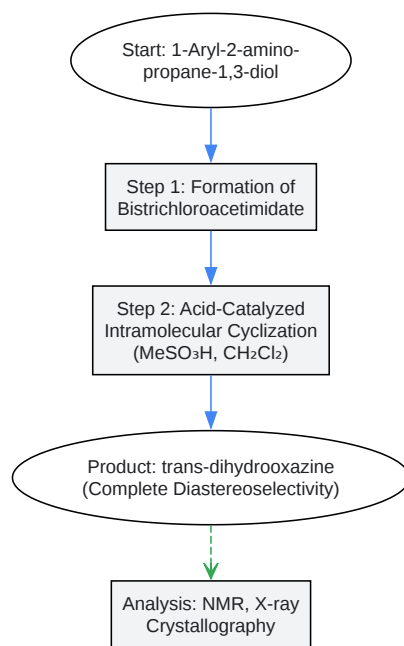 Start: 1-Aryl-2-amino-
propane-1,3-diol
Step 1: Formation of
Bistrichloroacetimidate
Step 2: Acid-Catalyzed
Intramolecular Cyclization
(MeSO₃H, CH₂Cl₂)
Product: trans-dihydrooxazine
(Complete Diastereoselectivity)
Analysis: NMR, X-ray
Crystallography